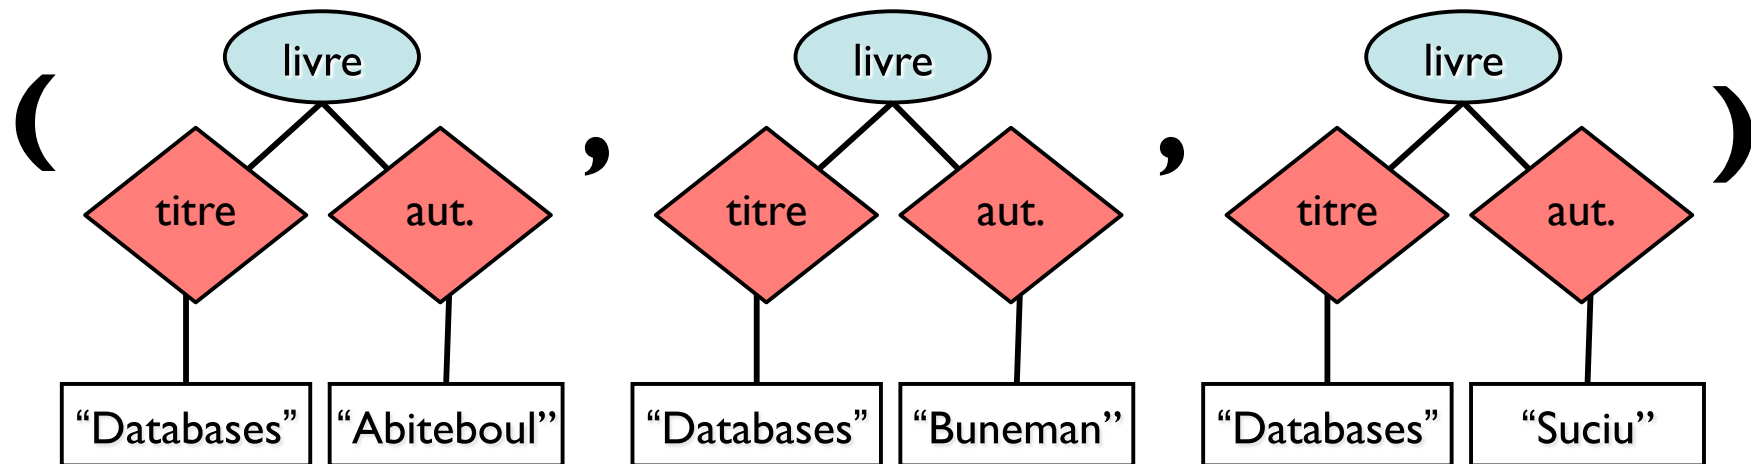 ( livre , livre , livre )
titre aut. titre aut. titre aut.
“Databases” “Abiteboul” “Databases” “Buneman” “Databases” “Suciu”